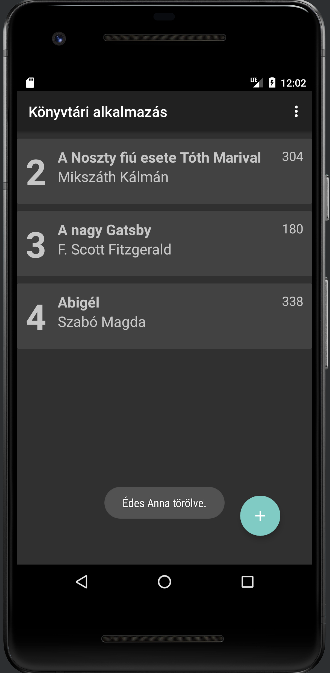 12:02
Könyvtári alkalmazás
2
A Noszty fiú esete Tóth Marival
304
Mikszáth Kálmán
3
A nagy Gatsby
180
F. Scott Fitzgerald
4
Abigél
338
Szabó Magda
Édes Anna törölve.
+